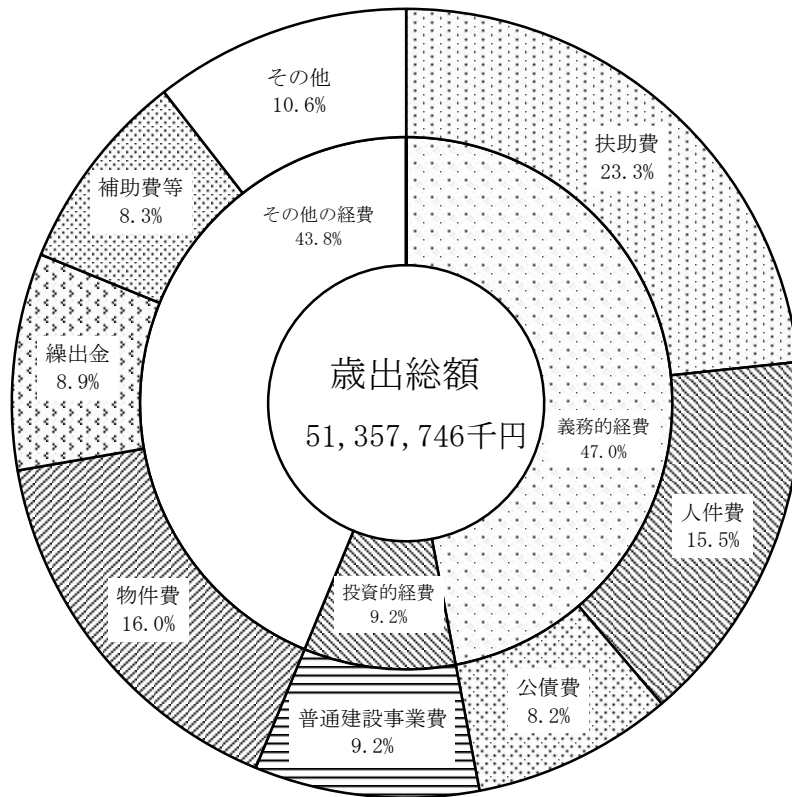 その他
10.6%
扶助費
23.3%
補助費等
8.3%
その他の経費
43.8%
繰出金
8.9%
歳出総額
51,357,746千円
義務的経費
47.0%
人件費
15.5%
投資的経費
9.2%
物件費
16.0%
公債費
8.2%
普通建設事業費
9.2%